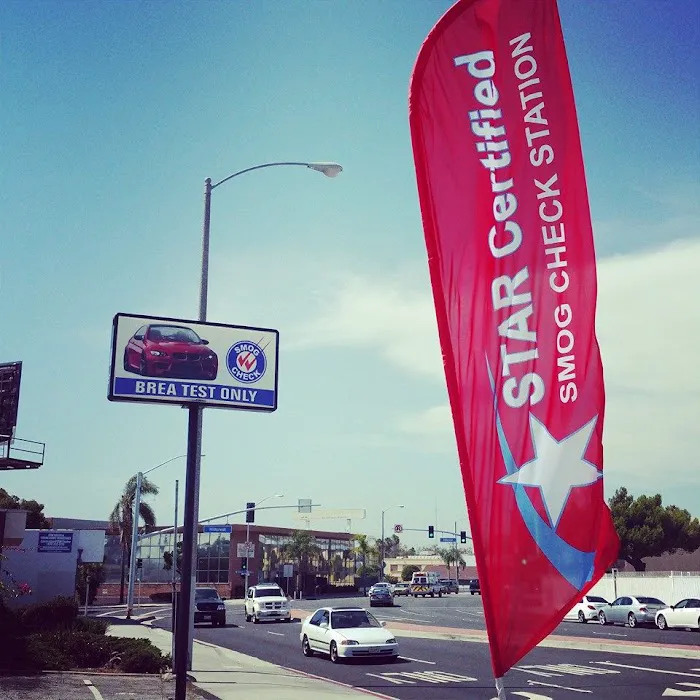 STAR Certified
SMOG CHECK STATION
SMOG
CHECK
BREA TEST ONLY